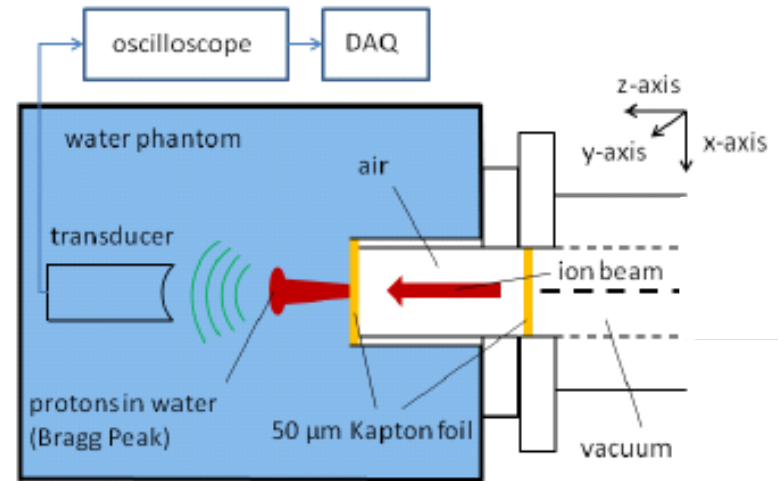 oscilloscope
DAQ
water phantom
z-axis
y-axis
x-axis
air
transducer
ion beam
protons in water
(Bragg Peak)
50 µm Kapton foil
vacuum